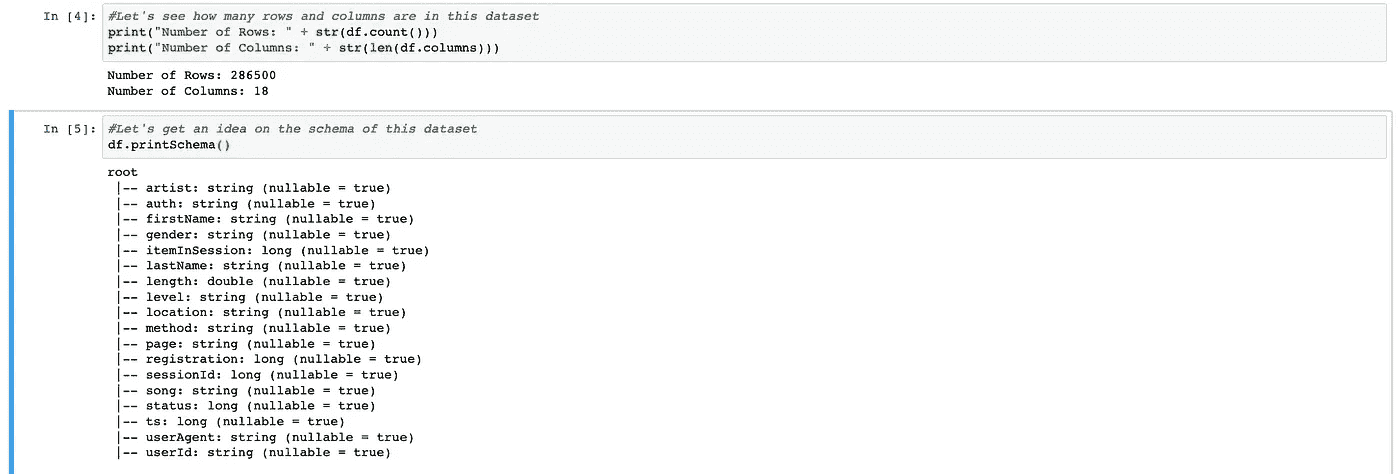 In [4]: #Let's see how many rows and columns are in this dataset
print("Number of Rows: " + str(df.count()))
print("Number of Columns: " + str(len(df.columns)))
Number of Rows: 286500
Number of Columns: 18
In [5]: #Let's get an idea on the schema of this dataset
df.printSchema()
root
 |-- artist: string (nullable = true)
 |-- auth: string (nullable = true)
 |-- firstName: string (nullable = true)
 |-- gender: string (nullable = true)
 |-- itemInSession: long (nullable = true)
 |-- lastName: string (nullable = true)
 |-- length: double (nullable = true)
 |-- level: string (nullable = true)
 |-- location: string (nullable = true)
 |-- method: string (nullable = true)
 |-- page: string (nullable = true)
 |-- registration: long (nullable = true)
 |-- sessionId: long (nullable = true)
 |-- song: string (nullable = true)
 |-- status: long (nullable = true)
 |-- ts: long (nullable = true)
 |-- userAgent: string (nullable = true)
 |-- userId: string (nullable = true)